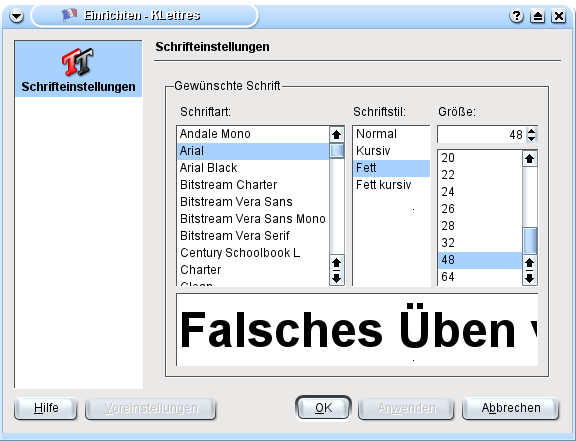 Einrichten - KLettres
Schrifteinstellungen
Schrifteinstellungen
Gewünschte Schrift
Schriftart: Schriftstil: Größe:
Andale Mono
Arial
Arial Black
Bitstream Charter
Bitstream Vera Sans
Bitstream Vera Sans Mono
Bitstream Vera Serif
Century Schoolbook L
Charter
Clean
Normal
Kursiv
Fett
Fett kursiv
48
20
22
24
26
28
32
48
64
Falsches Üben
Hilfe Voreinstellungen OK Anwenden Abbrechen